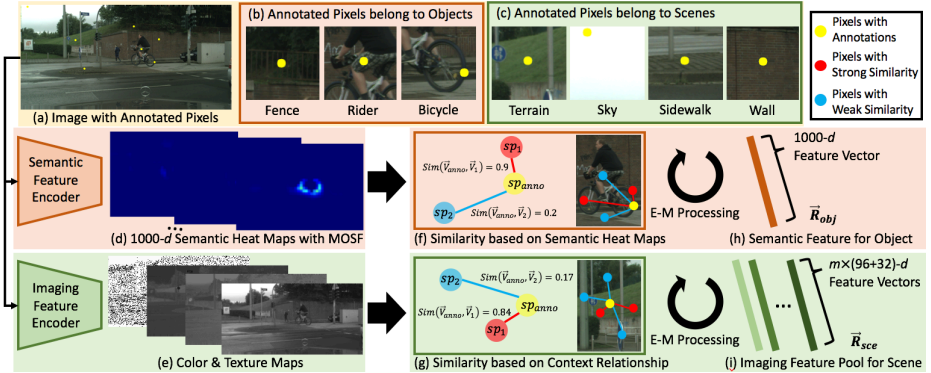 (b) Annotated Pixels belong to Objects
(c) Annotated Pixels belong to Scenes
Pixels with
Annotations
Pixels with
Strong Similarity
Pixels with
Weak Similarity
Fence
Rider
Bicycle
Terrain
Sky
Sidewalk
Wall
(a) Image with Annotated Pixels
Semantic
Feature
Encoder
(d) 1000-d Semantic Heat Maps with MOSF
sp₁
Sim(V⃗anno,V⃗1) = 0.9
spanno
sp₂
Sim(V⃗anno,V⃗2) = 0.2
(f) Similarity based on Semantic Heat Maps
E-M Processing
1000-d
Feature Vector
R⃗obj
(h) Semantic Feature for Object
Imaging
Feature
Encoder
(e) Color & Texture Maps
sp₂
Sim(V⃗anno,V⃗2) = 0.17
spanno
Sim(V⃗anno,V⃗1) = 0.84
sp₁
(g) Similarity based on Context Relationship
E-M Processing
m×(96+32)-d
Feature Vectors
...
R⃗sce
(i) Imaging Feature Pool for Scene